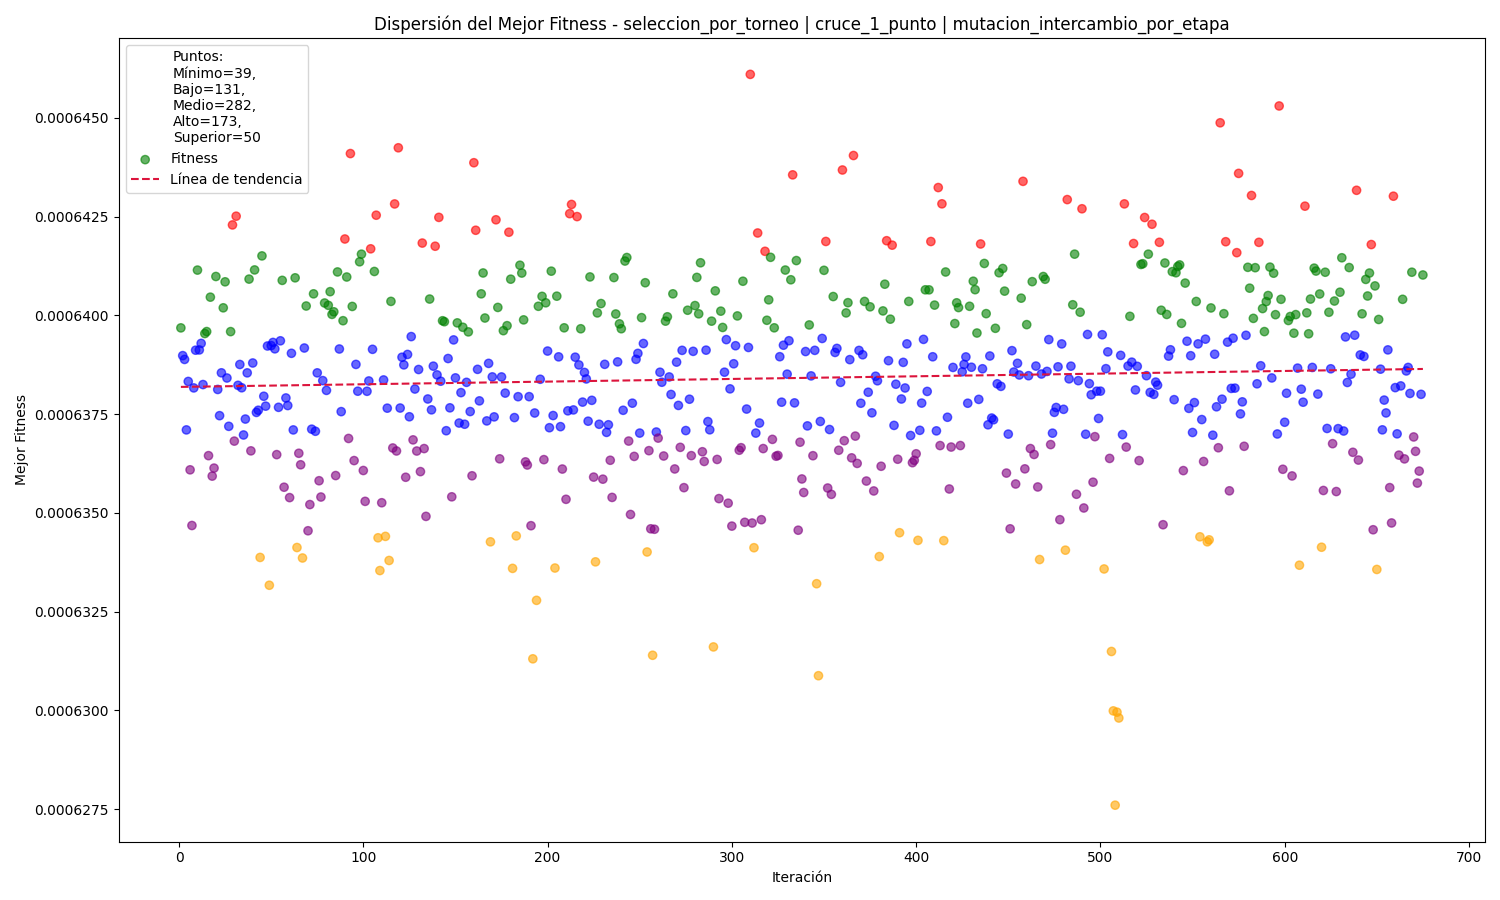 Dispersión del Mejor Fitness - seleccion_por_torneo | cruce_1_punto | mutacion_intercambio_por_etapa
Puntos:
Mínimo=39,
Bajo=131,
Medio=282,
Alto=173,
Superior=50
Fitness
Línea de tendencia
Mejor Fitness
0.0006450
0.0006425
0.0006400
0.0006375
0.0006350
0.0006325
0.0006300
0.0006275
0 100 200 300 400 500 600 700
Iteración